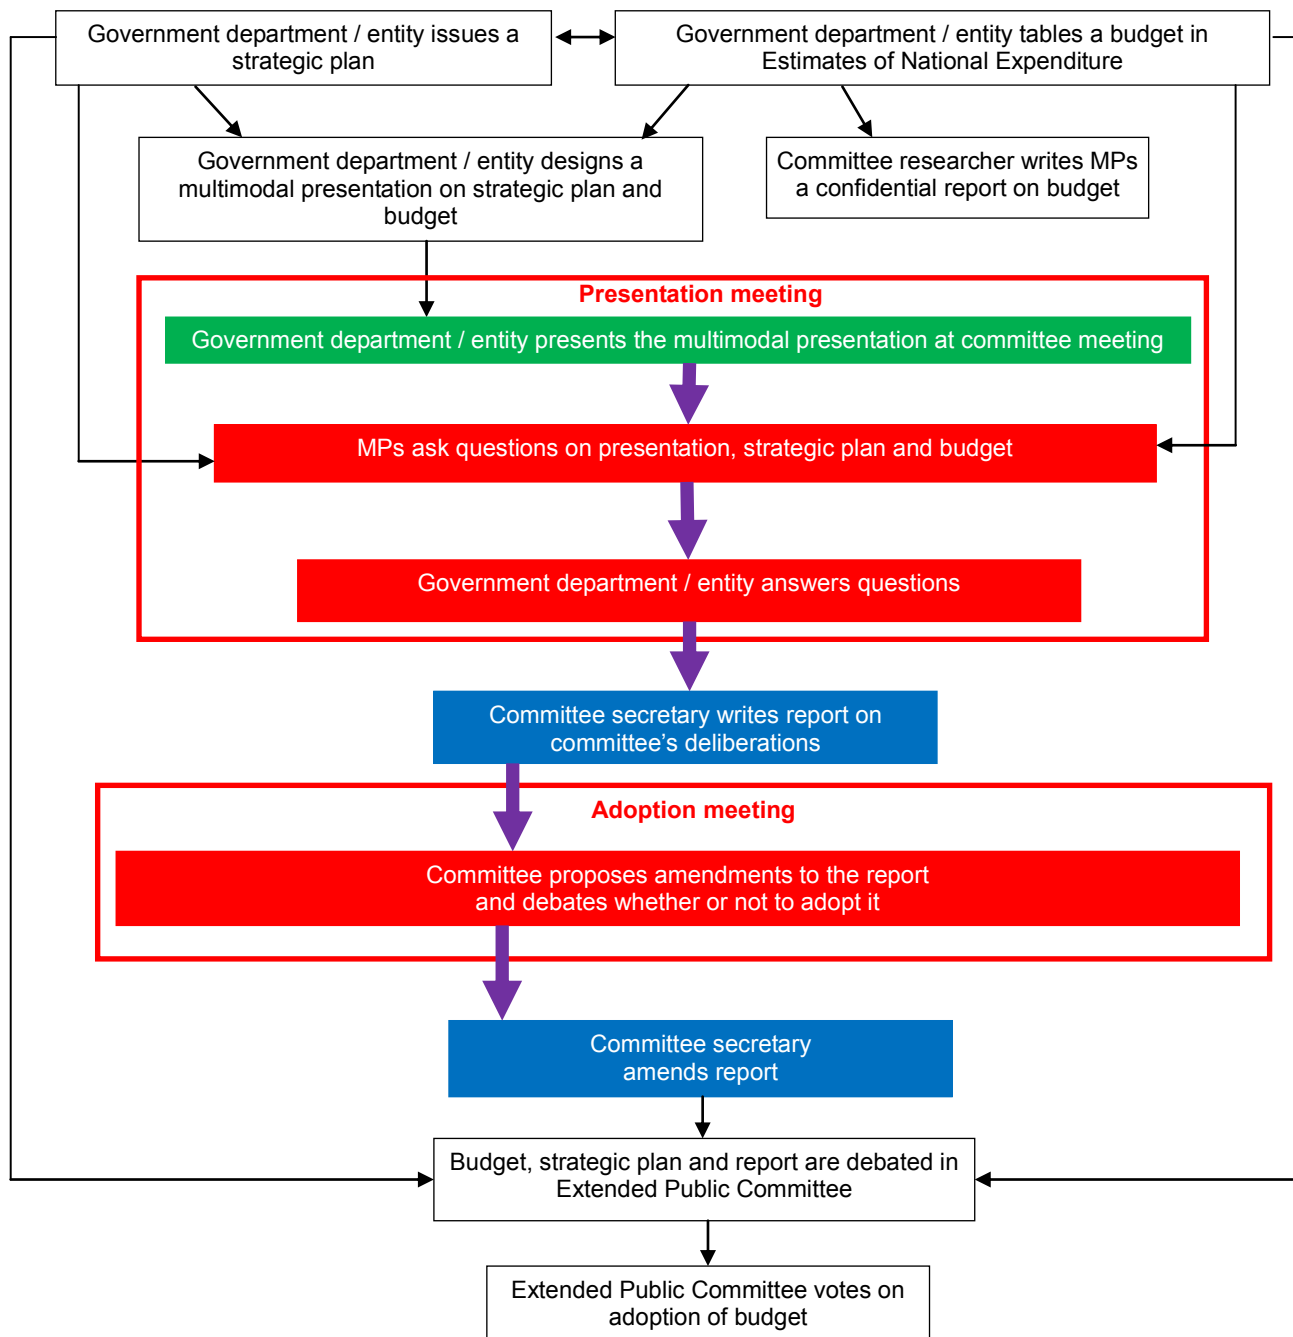 Government department / entity issues a
strategic plan
Government department / entity tables a budget in
Estimates of National Expenditure
Government department / entity designs a
multimodal presentation on strategic plan and
budget
Committee researcher writes MPs
a confidential report on budget
Presentation meeting
Government department / entity presents the multimodal presentation at committee meeting
MPs ask questions on presentation, strategic plan and budget
Government department / entity answers questions
Committee secretary writes report on
committee’s deliberations
Adoption meeting
Committee proposes amendments to the report
and debates whether or not to adopt it
Committee secretary
amends report
Budget, strategic plan and report are debated in
Extended Public Committee
Extended Public Committee votes on
adoption of budget